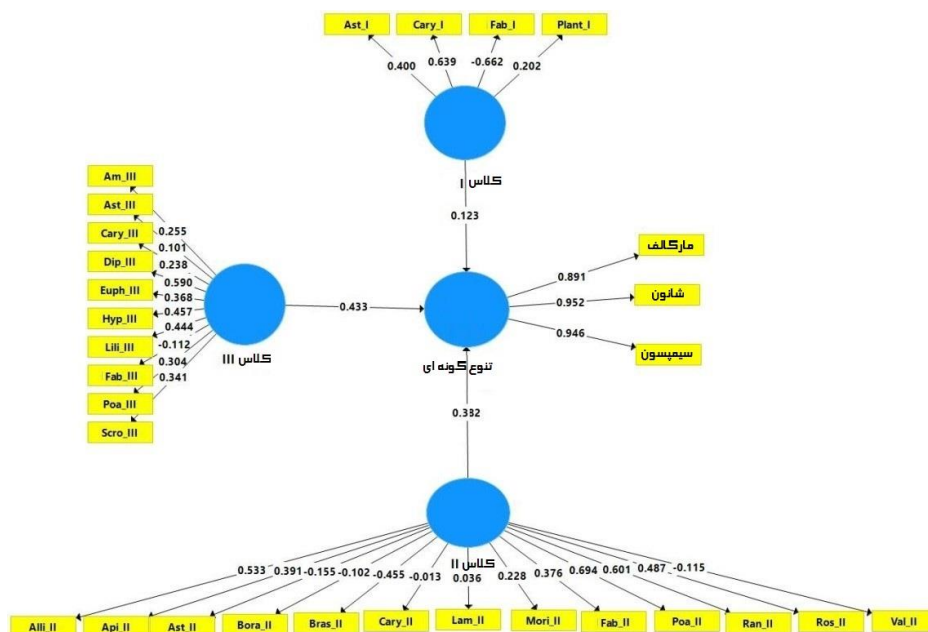 Ast_I Cary_I Fab_I Plant_I
0.400 0.639 -0.662 0.202
کلاس I
0.123
Am_III
Ast_III
Cary_III
Dip_III
Euph_III
Hyp_III
Lili_III
Fab_III
Poa_III
Scro_III
0.255
0.101
0.238
0.590
0.368
0.457
0.444
-0.112
0.304
0.341
کلاس III
0.433
مارگالف
شانون
سیمپسون
0.891
0.952
0.946
تنوع گونه ای
0.382
کلاس II
0.533 0.391 -0.155 -0.102 -0.455 -0.013 0.036 0.228 0.376 0.694 0.601 0.487 -0.115
Alli_II Api_II Ast_II Bora_II Bras_II Cary_II Lam_II Mori_II Fab_II Poa_II Ran_II Ros_II Val_II